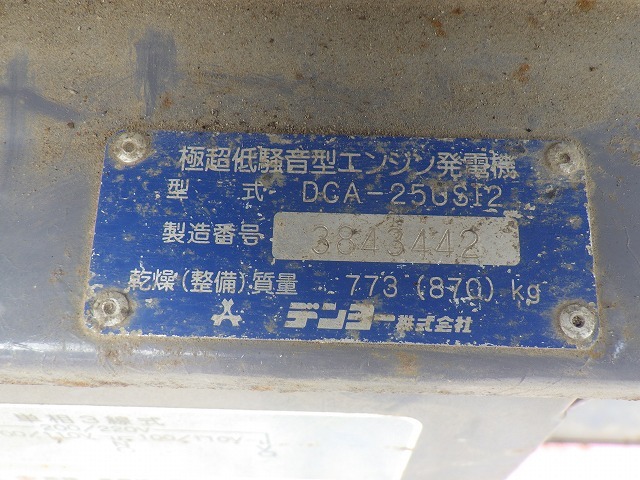 極超低騒音型エンジン発電機
型 式 DCA-25USI2
製造番号 3843442
乾燥(整備)質量 773 (870) kg
デンヨー株式会社